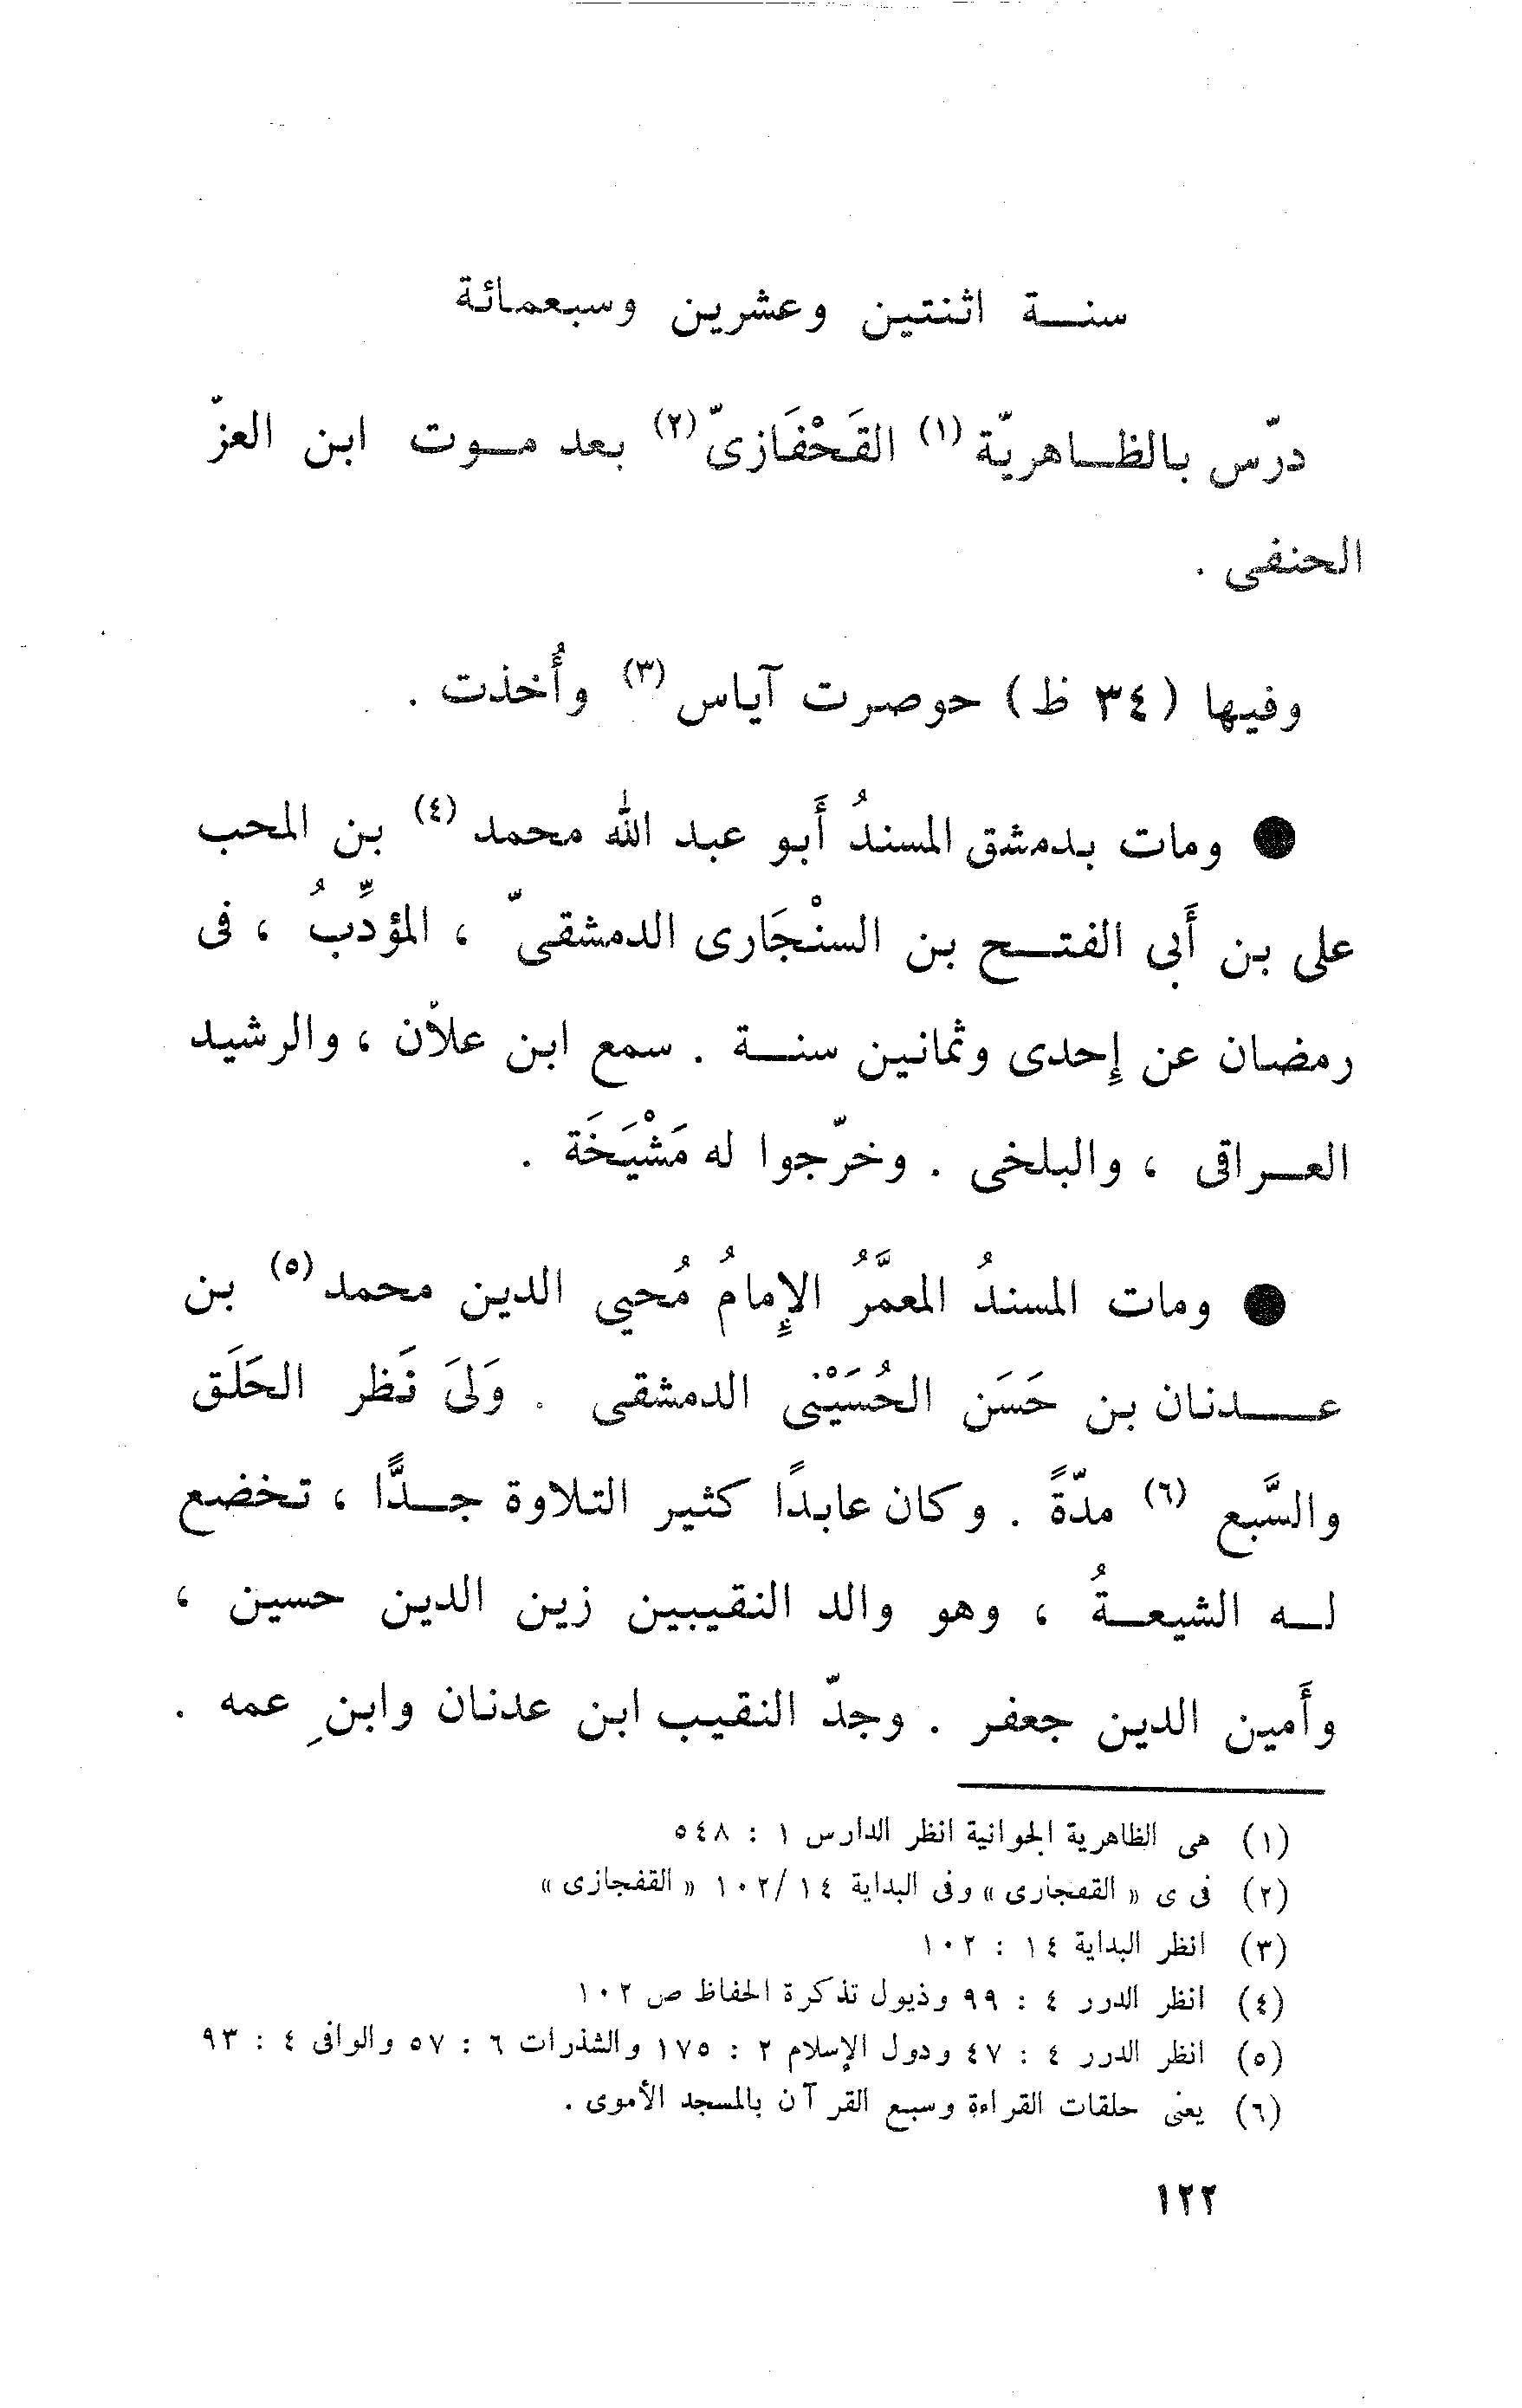 سنة اثنتين وعشرين وسبعمائة
درّس بالظاهريّة (١) القَحْفَازىّ (٢) بعد موت ابن العزّ
الحنفى .
وفيها (٣٤ ظ) حوصرت آياس (٣) وأُخذت .
● ومات بدمشق المسندُ أَبو عبد الله محمد (٤) بن المحب
على بن أَبي الفتح بن السنْجَارى الدمشقىّ ، المؤدِّبُ ، فى
رمضان عن إِحدى وثمانين سنة . سمع ابن علاّن ، والرشيد
العراقى ، والبلخى . وخرّجوا له مَشْيَخَة .
● ومات المسندُ المعمَّرُ الإِمامُ مُحيي الدين محمد (٥) بن
عدنان بن حَسَن الحُسَيْنى الدمشقى . وَلىَ نَظر الحَلَق
والسَّبع (٦) مدّةً . وكان عابدًا كثير التلاوة جدًّا ، تخضع
له الشيعةُ ، وهو والد النقيبين زين الدين حسين ،
وأَمين الدين جعفر . وجدّ النقيب ابن عدنان وابنِ عمه .
(١) هى الظاهرية الجوانية انظر الدارس ١ : ٥٤٨
(٢) فى ى « القفجارى » وفى البداية ١٠٢/١٤ « القفجازى »
(٣) انظر البداية ١٤ : ١٠٢
(٤) انظر الدرر ٤ : ٩٩ وذيول تذكرة الحفاظ ص ١٠٢
(٥) انظر الدرر ٤ : ٤٧ ودول الإسلام ٢ : ١٧٥ والشذرات ٦ : ٥٧ والوافى ٤ : ٩٣
(٦) يعنى حلقات القراءة وسبع القرآن بالمسجد الأموى .
١٢٢